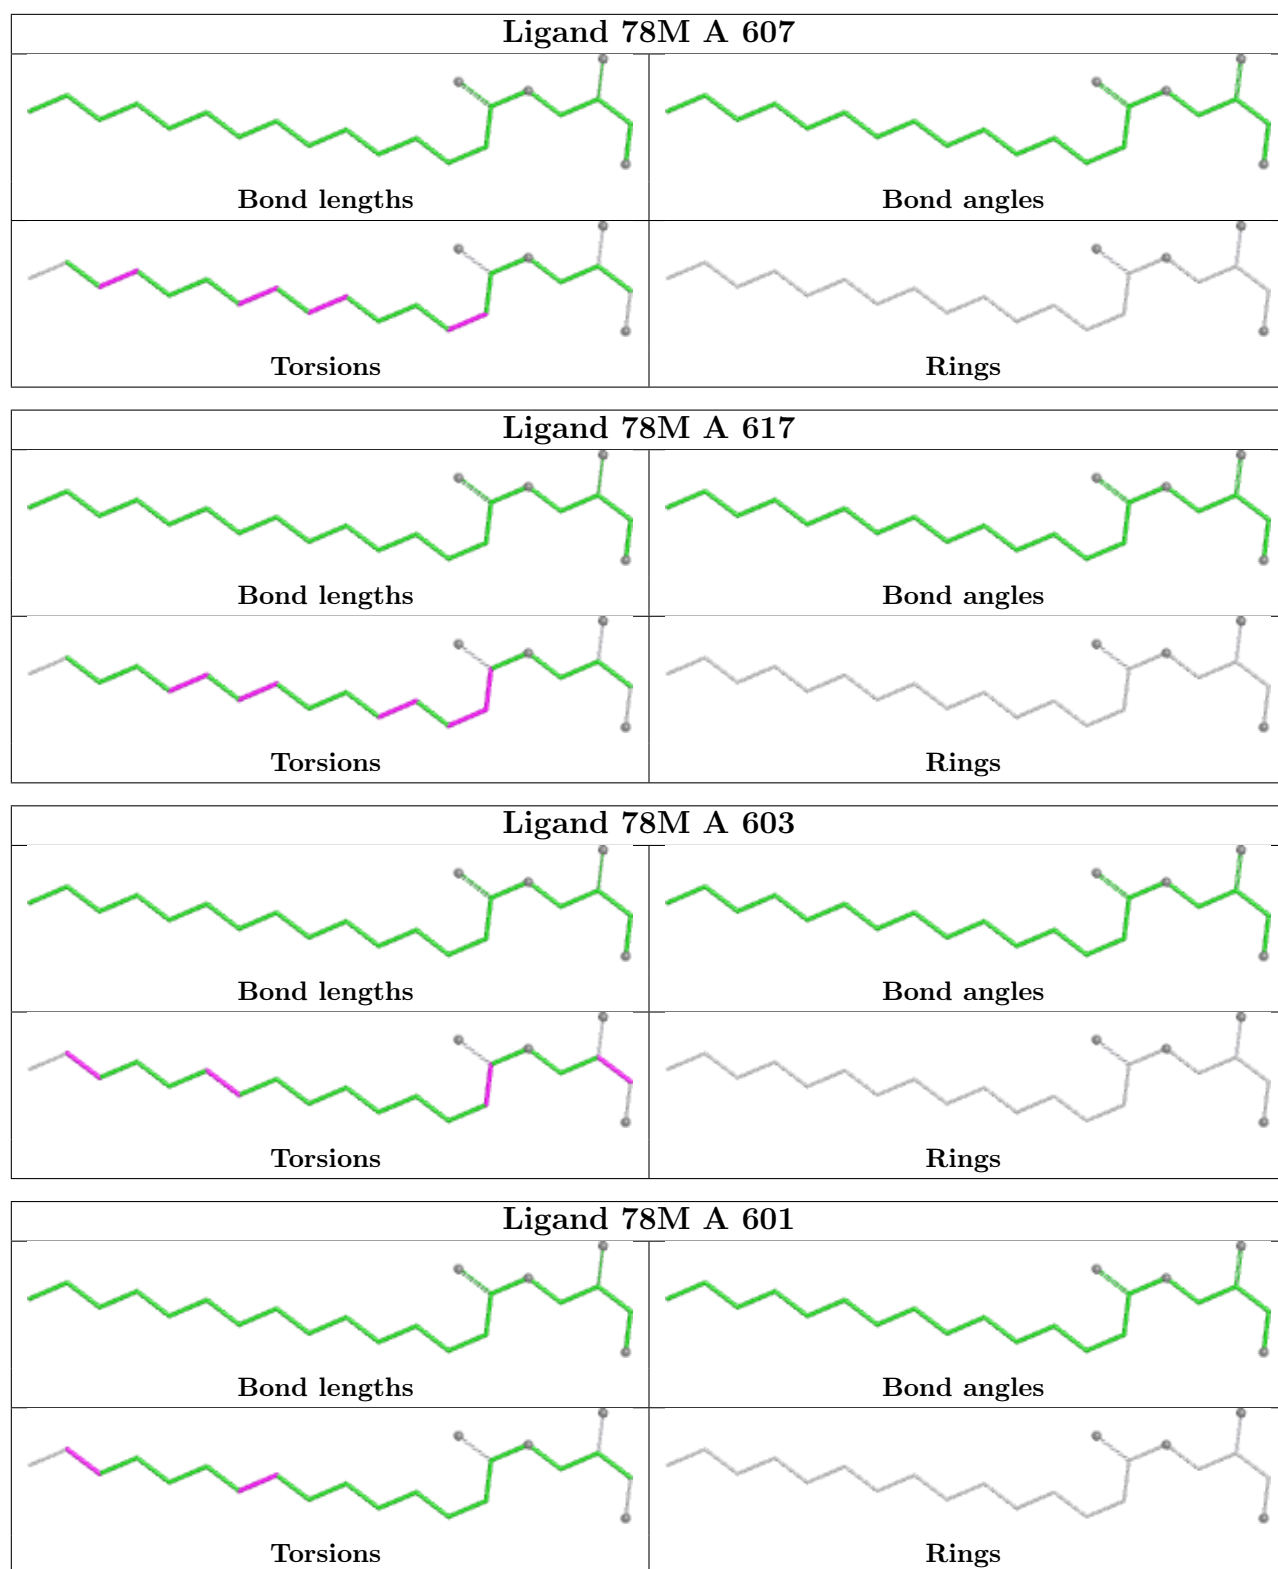 Ligand 78M A 607
Bond lengths Bond angles
Torsions Rings
Ligand 78M A 617
Bond lengths Bond angles
Torsions Rings
Ligand 78M A 603
Bond lengths Bond angles
Torsions Rings
Ligand 78M A 601
Bond lengths Bond angles
Torsions Rings